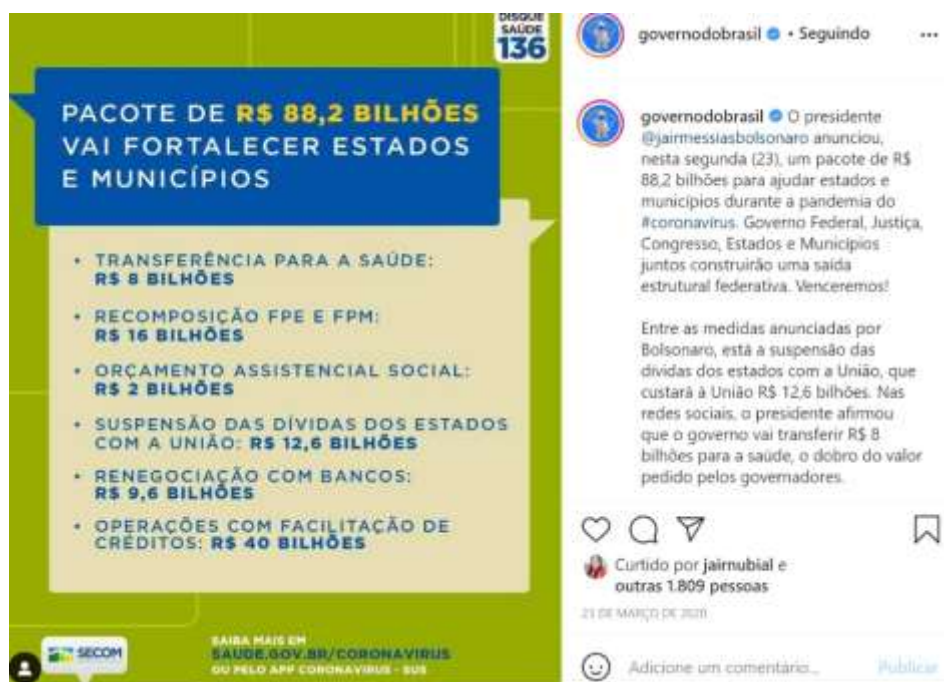 DISQUE
SAÚDE
136
PACOTE DE R$ 88,2 BILHÕES
VAI FORTALECER ESTADOS
E MUNICÍPIOS
• TRANSFERÊNCIA PARA A SAÚDE:
R$ 8 BILHÕES
• RECOMPOSIÇÃO FPE E FPM:
R$ 16 BILHÕES
• ORÇAMENTO ASSISTENCIAL SOCIAL:
R$ 2 BILHÕES
• SUSPENSÃO DAS DÍVIDAS DOS ESTADOS
COM A UNIÃO: R$ 12,6 BILHÕES
• RENEGOCIAÇÃO COM BANCOS:
R$ 9,6 BILHÕES
• OPERAÇÕES COM FACILITAÇÃO DE
CRÉDITOS: R$ 40 BILHÕES
SECOM
SAIBA MAIS EM
SAUDE.GOV.BR/CORONAVIRUS
OU PELO APP CORONAVIRUS - SUS
governodobrasil • Seguindo
governodobrasil O presidente
@jairmessiasbolsonaro anunciou,
nesta segunda (23), um pacote de R$
88,2 bilhões para ajudar estados e
municípios durante a pandemia do
#coronavírus. Governo Federal, Justiça,
Congresso, Estados e Municípios
juntos construirão uma saída
estrutural federativa. Venceremos!
Entre as medidas anunciadas por
Bolsonaro, está a suspensão das
dívidas dos estados com a União, que
custará à União R$ 12,6 bilhões. Nas
redes sociais, o presidente afirmou
que o governo vai transferir R$ 8
bilhões para a saúde, o dobro do valor
pedido pelos governadores.
Curtido por jairnubial e
outras 1.809 pessoas
23 DE MARÇO DE 2020
Adicione um comentário...
Publicar